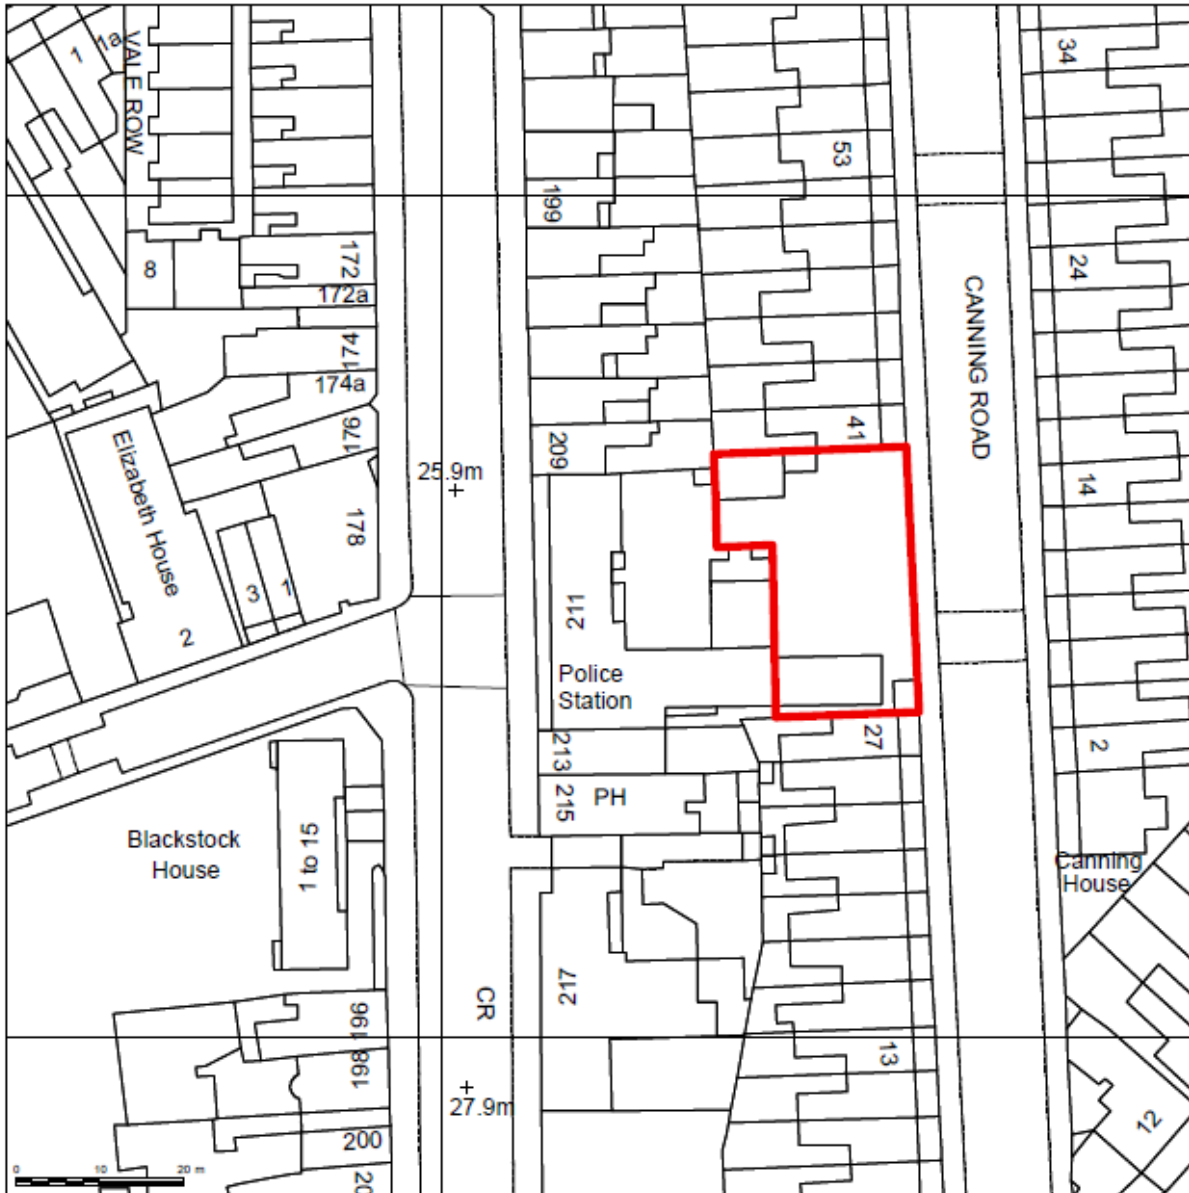 1
1a
VALE ROW
34
53
199
8
172
172a
24
CANNING ROAD
174
174a
176
41
209
25.9m
14
Elizabeth House
178
3
1
2
211
Police
Station
27
2
213
215
PH
Blackstock
House
1 to 15
Canning
House
217
CR
196
13
198
27.9m
12
200
20
0
10
20 m